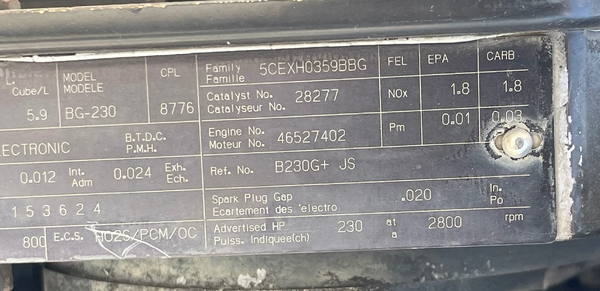 Cube/L MODEL MODELE CPL Family Famille 5CEXH0359BBG FEL EPA CARB
5.9 BG-230 8776 Catalyst No. Catalyseur No. 28277 NOx 1.8 1.8
ECTRONIC B.T.D.C. P.M.H. Engine No. Moteur No. 46527402 Pm 0.01 0.03
0.012 Int. Adm 0.024 Exh. Ech. Ref. No. B230G+ JS
1 5 3 6 2 4 Spark Plug Gap Ecartement des électro .020 In. Po
800 E.C.S. HO2S/PCM/OC Advertised HP Puiss. Indiquee(ch) 230 at a 2800 rpm